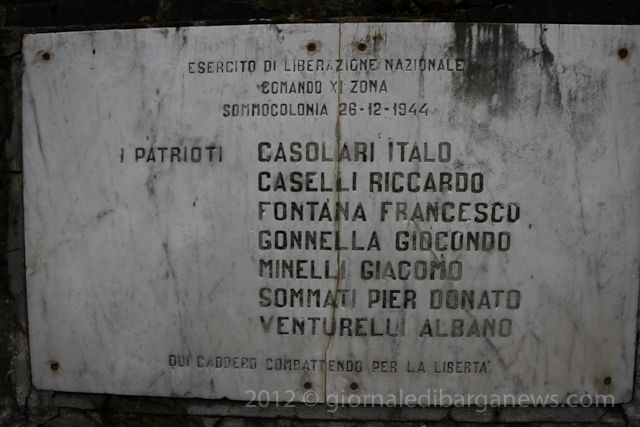 ESERCITO DI LIBERAZIONE NAZIONALE
COMANDO XI ZONA
SOMMOCOLONIA 26-12-1944
I PATRIOTI CASOLARI ITALO
CASELLI RICCARDO
FONTANA FRANCESCO
GONNELLA GIOCONDO
MINELLI GIACOMO
SOMMATI PIER DONATO
VENTURELLI ALBANO
QUI CADDERO COMBATTENDO PER LA LIBERTA'
2012 © giornaledibarganews.com